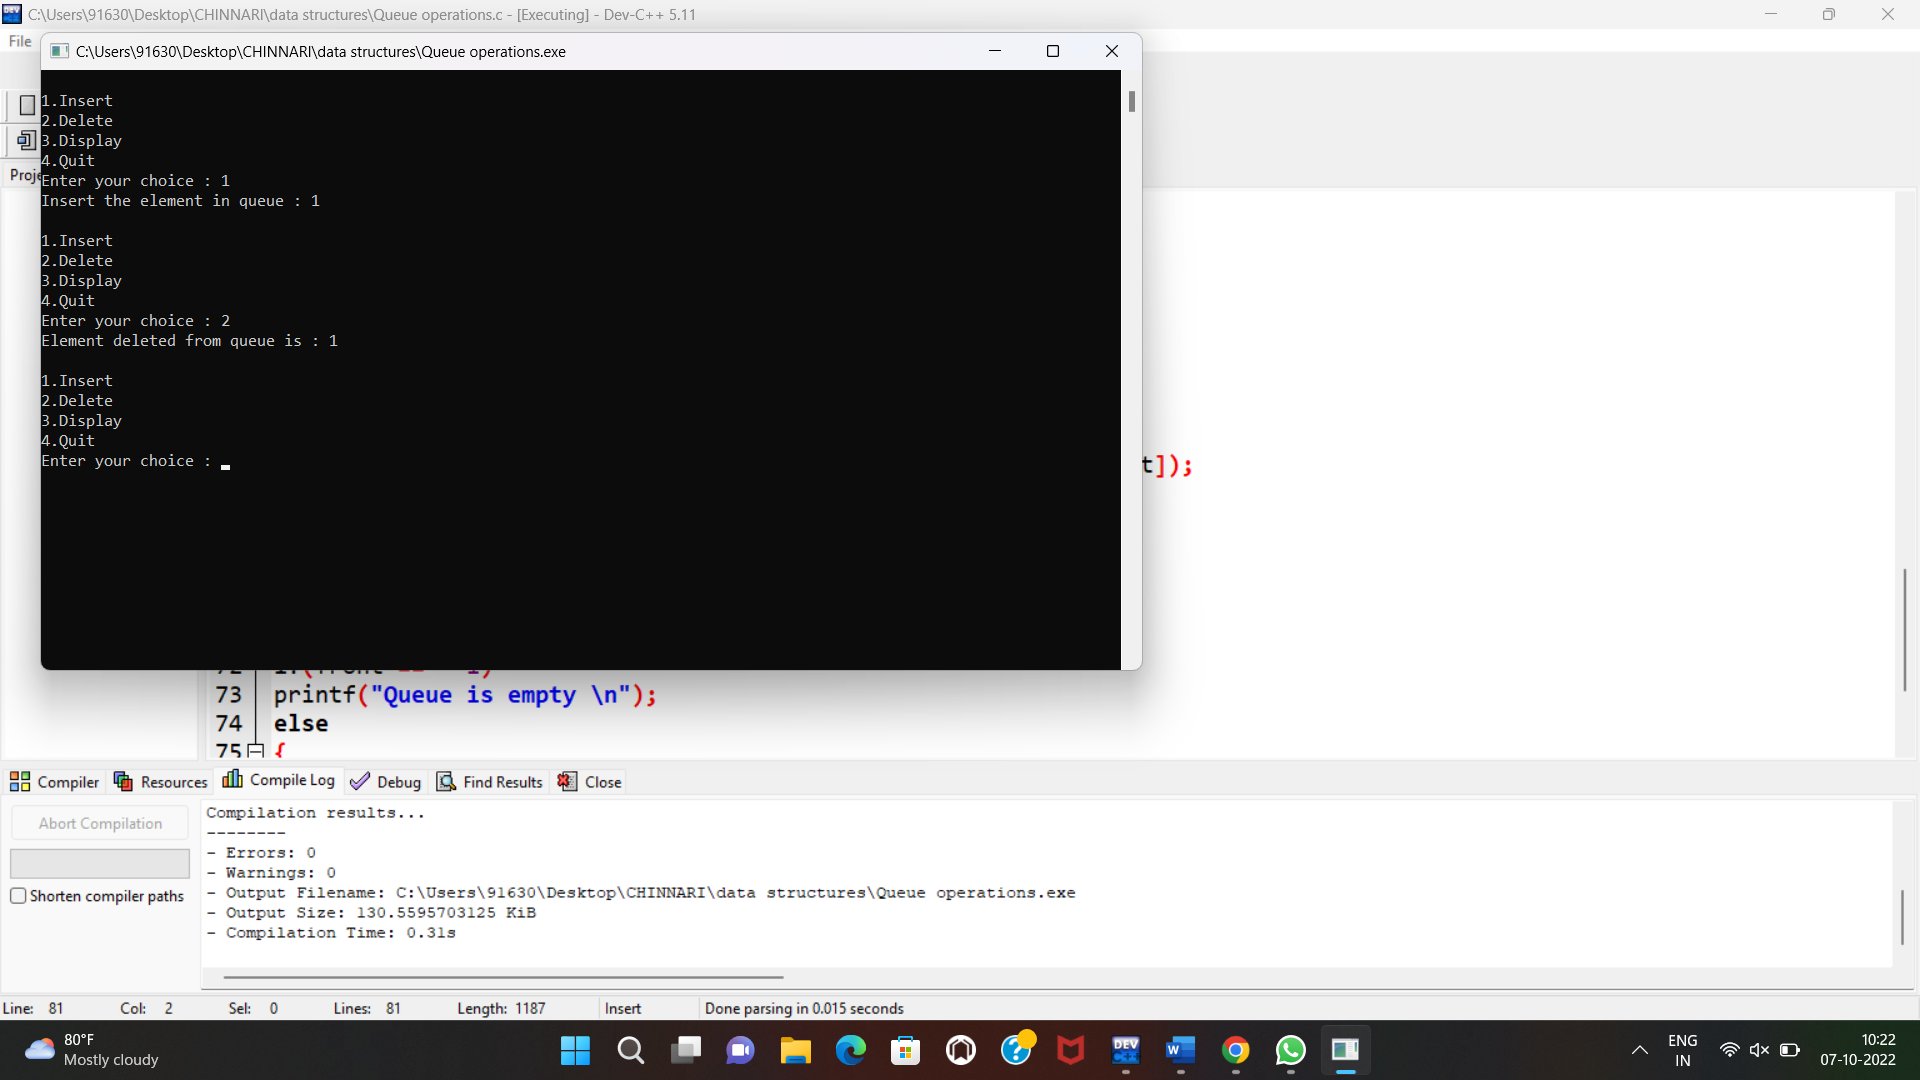 C:\Users\91630\Desktop\CHINNARI\data structures\Queue operations.c - [Executing] - Dev-C++ 5.11
File
C:\Users\91630\Desktop\CHINNARI\data structures\Queue operations.exe
1.Insert
2.Delete
3.Display
4.Quit
Enter your choice : 1
Insert the element in queue : 1
1.Insert
2.Delete
3.Display
4.Quit
Enter your choice : 2
Element deleted from queue is : 1
1.Insert
2.Delete
3.Display
4.Quit
Enter your choice :
Proje
t]);
73 printf("Queue is empty \n");
74 else
75 {
Compiler Resources Compile Log Debug Find Results Close
Abort Compilation
Shorten compiler paths
Compilation results...
--------
- Errors: 0
- Warnings: 0
- Output Filename: C:\Users\91630\Desktop\CHINNARI\data structures\Queue operations.exe
- Output Size: 130.5595703125 KiB
- Compilation Time: 0.31s
Line: 81 Col: 2 Sel: 0 Lines: 81 Length: 1187 Insert Done parsing in 0.015 seconds
80°F
Mostly cloudy
DEV
C++
W
ENG
IN
10:22
07-10-2022